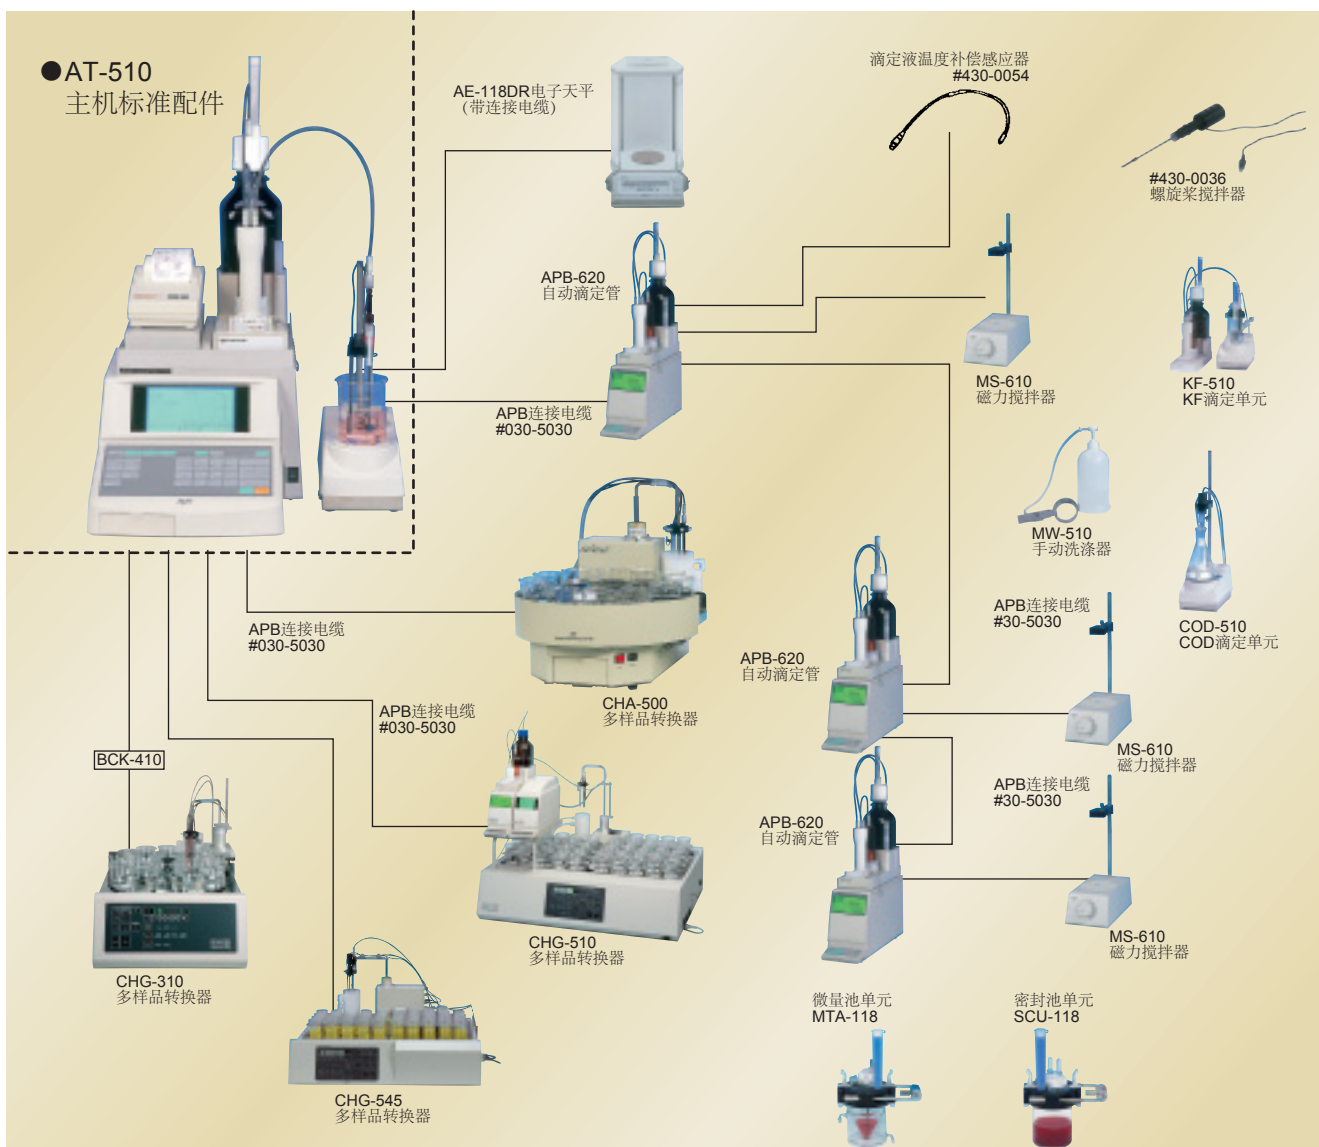 ●AT-510
主机标准配件
AE-118DR电子天平
(带连接电缆)
滴定液温度补偿感应器
#430-0054
#430-0036
螺旋桨搅拌器
APB-620
自动滴定管
MS-610
磁力搅拌器
KF-510
KF滴定单元
APB连接电缆
#030-5030
MW-510
手动洗涤器
COD-510
COD滴定单元
APB连接电缆
#030-5030
CHA-500
多样品转换器
APB连接电缆
#30-5030
APB-620
自动滴定管
MS-610
磁力搅拌器
APB连接电缆
#030-5030
BCK-410
APB连接电缆
#30-5030
APB-620
自动滴定管
MS-610
磁力搅拌器
CHG-510
多样品转换器
CHG-310
多样品转换器
CHG-545
多样品转换器
微量池单元
MTA-118
密封池单元
SCU-118